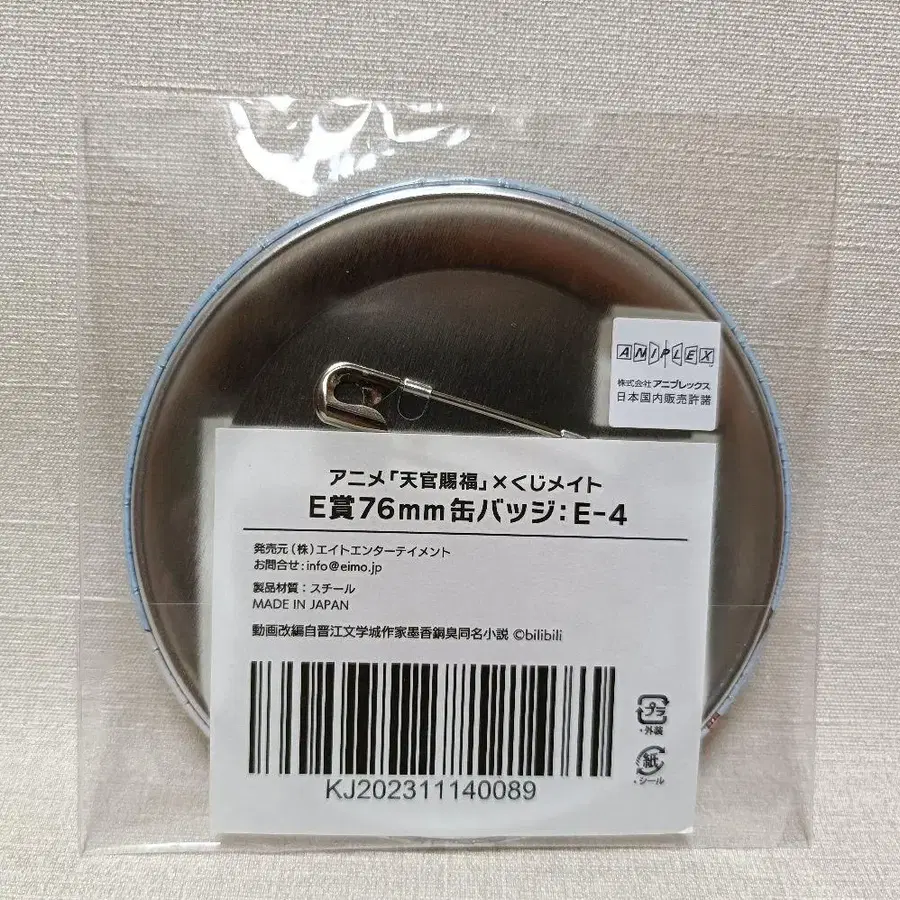 ANIPLEX
株式会社アニプレックス
日本国内販売許諾
アニメ「天官賜福」×くじメイト
E賞76mm缶バッジ:E-4
発売元(株)エイトエンターテイメント
お問合せ:info@eimo.jp
製品材質:スチール
MADE IN JAPAN
動画改編自晋江文学城作家墨香銅臭同名小説 ©bilibili
KJ202311140089
プラ
・外装
紙
・シール